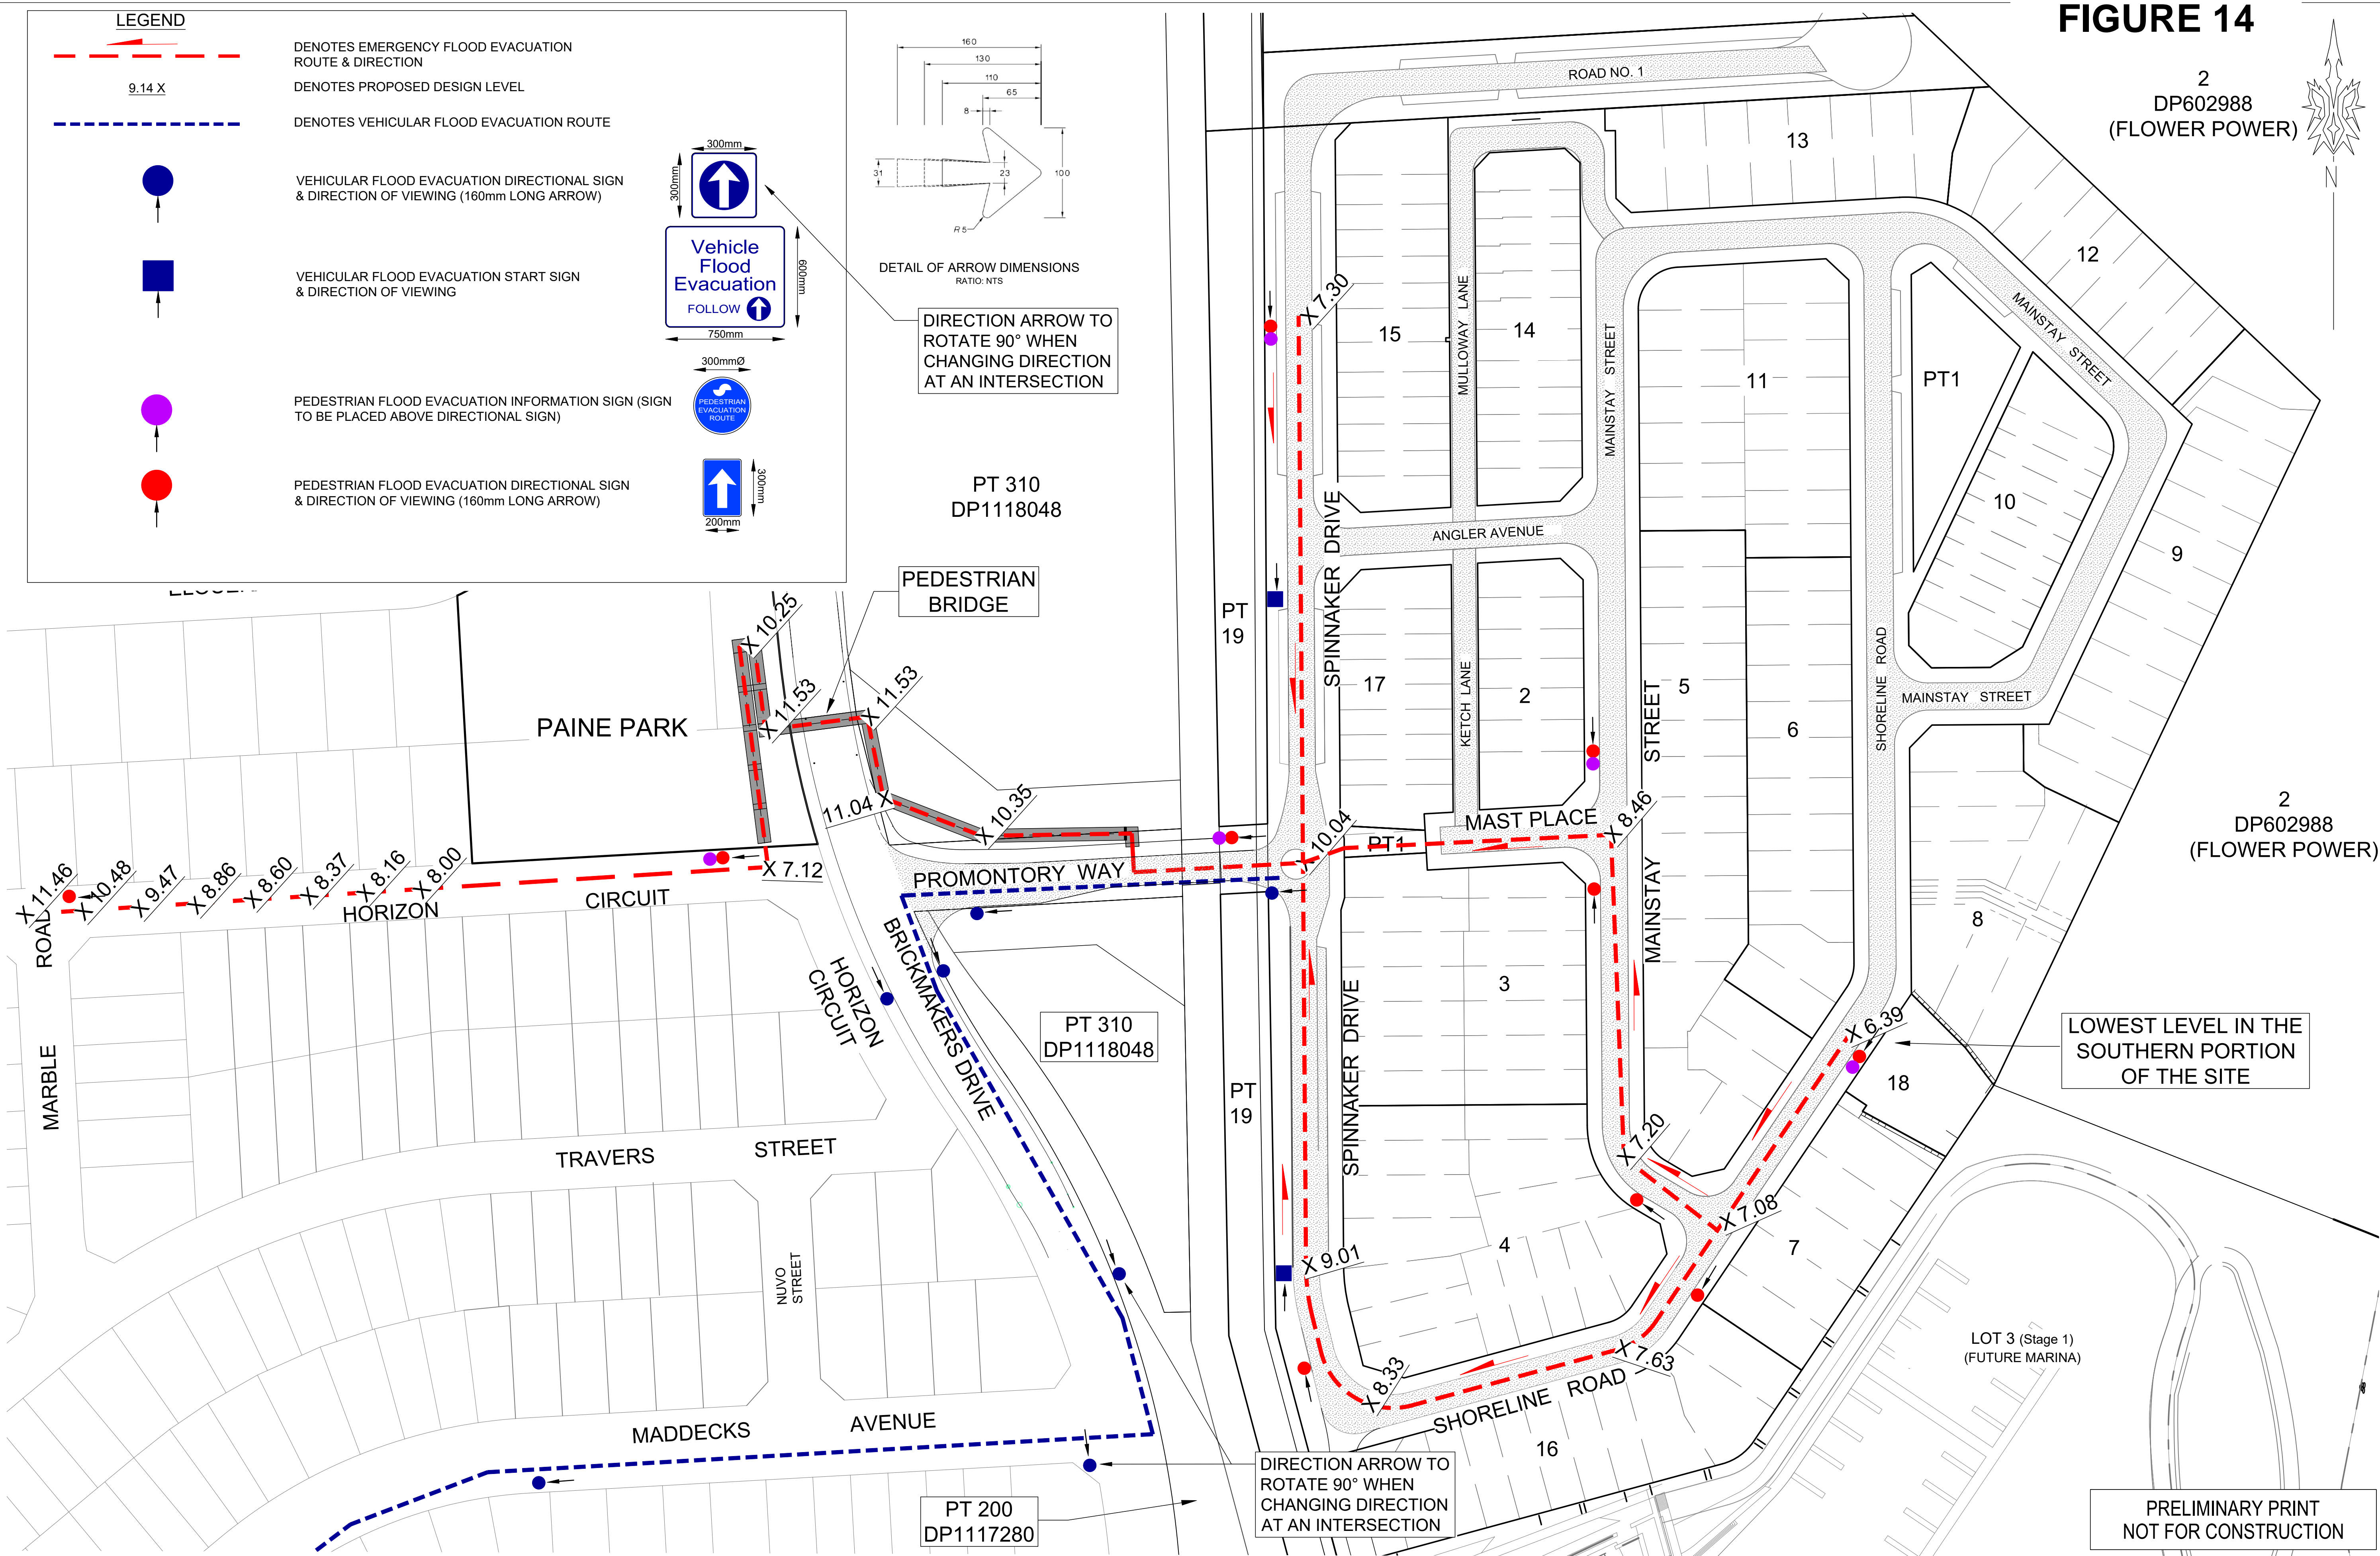 FIGURE 14
LEGEND
DENOTES EMERGENCY FLOOD EVACUATION
ROUTE & DIRECTION
9.14 X
DENOTES PROPOSED DESIGN LEVEL
DENOTES VEHICULAR FLOOD EVACUATION ROUTE
VEHICULAR FLOOD EVACUATION DIRECTIONAL SIGN
& DIRECTION OF VIEWING (160mm LONG ARROW)
300mm
300mm
VEHICULAR FLOOD EVACUATION START SIGN
& DIRECTION OF VIEWING
Vehicle
Flood
Evacuation
FOLLOW
600mm
750mm
PEDESTRIAN FLOOD EVACUATION INFORMATION SIGN (SIGN
TO BE PLACED ABOVE DIRECTIONAL SIGN)
300mmØ
PEDESTRIAN
EVACUATION
ROUTE
PEDESTRIAN FLOOD EVACUATION DIRECTIONAL SIGN
& DIRECTION OF VIEWING (160mm LONG ARROW)
300mm
200mm
160
130
110
65
8
31
23
100
R 5
DETAIL OF ARROW DIMENSIONS
RATIO: NTS
DIRECTION ARROW TO
ROTATE 90° WHEN
CHANGING DIRECTION
AT AN INTERSECTION
2
DP602988
(FLOWER POWER)
N
ROAD NO. 1
13
12
MAINSTAY STREET
PT1
10
9
11
14
15
MULLOWAY LANE
MAINSTAY STREET
X 7.30
PT 310
DP1118048
SPINNAKER DRIVE
ANGLER AVENUE
PEDESTRIAN
BRIDGE
PT
19
17
KETCH LANE
2
5
6
MAINSTAY STREET
SHORELINE ROAD
MAINSTAY STREET
X 10.25
X 11.53
X 11.53
PAINE PARK
11.04 X
X 10.35
X 10.04
MAST PLACE
PT1
X 8.46
2
DP602988
(FLOWER POWER)
X 11.46
X 10.48
X 9.47
X 8.86
X 8.60
X 8.37
X 8.16
X 8.00
X 7.12
HORIZON CIRCUIT
PROMONTORY WAY
MARBLE ROAD
HORIZON
CIRCUIT
BRICKMAKERS DRIVE
PT 310
DP1118048
PT
19
SPINNAKER DRIVE
3
MAINSTAY STREET
8
X 6.39
18
LOWEST LEVEL IN THE
SOUTHERN PORTION
OF THE SITE
TRAVERS STREET
NUVO
STREET
X 7.20
X 7.08
7
4
X 9.01
X 8.33
X 7.63
SHORELINE ROAD
16
LOT 3 (Stage 1)
(FUTURE MARINA)
MADDECKS AVENUE
PT 200
DP1117280
DIRECTION ARROW TO
ROTATE 90° WHEN
CHANGING DIRECTION
AT AN INTERSECTION
PRELIMINARY PRINT
NOT FOR CONSTRUCTION